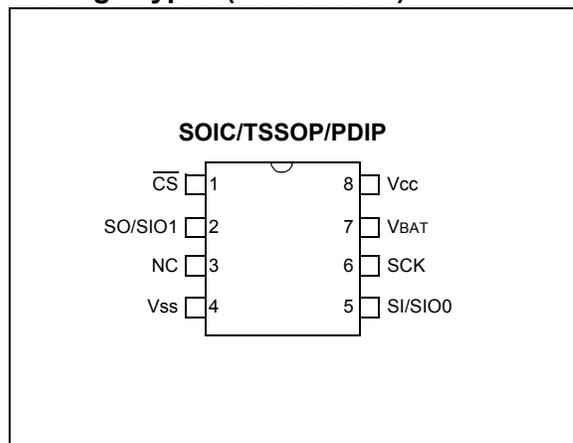 SOIC/TSSOP/PDIP
CS 1 8 Vcc
SO/SIO1 2 7 VBAT
NC 3 6 SCK
Vss 4 5 SI/SIO0